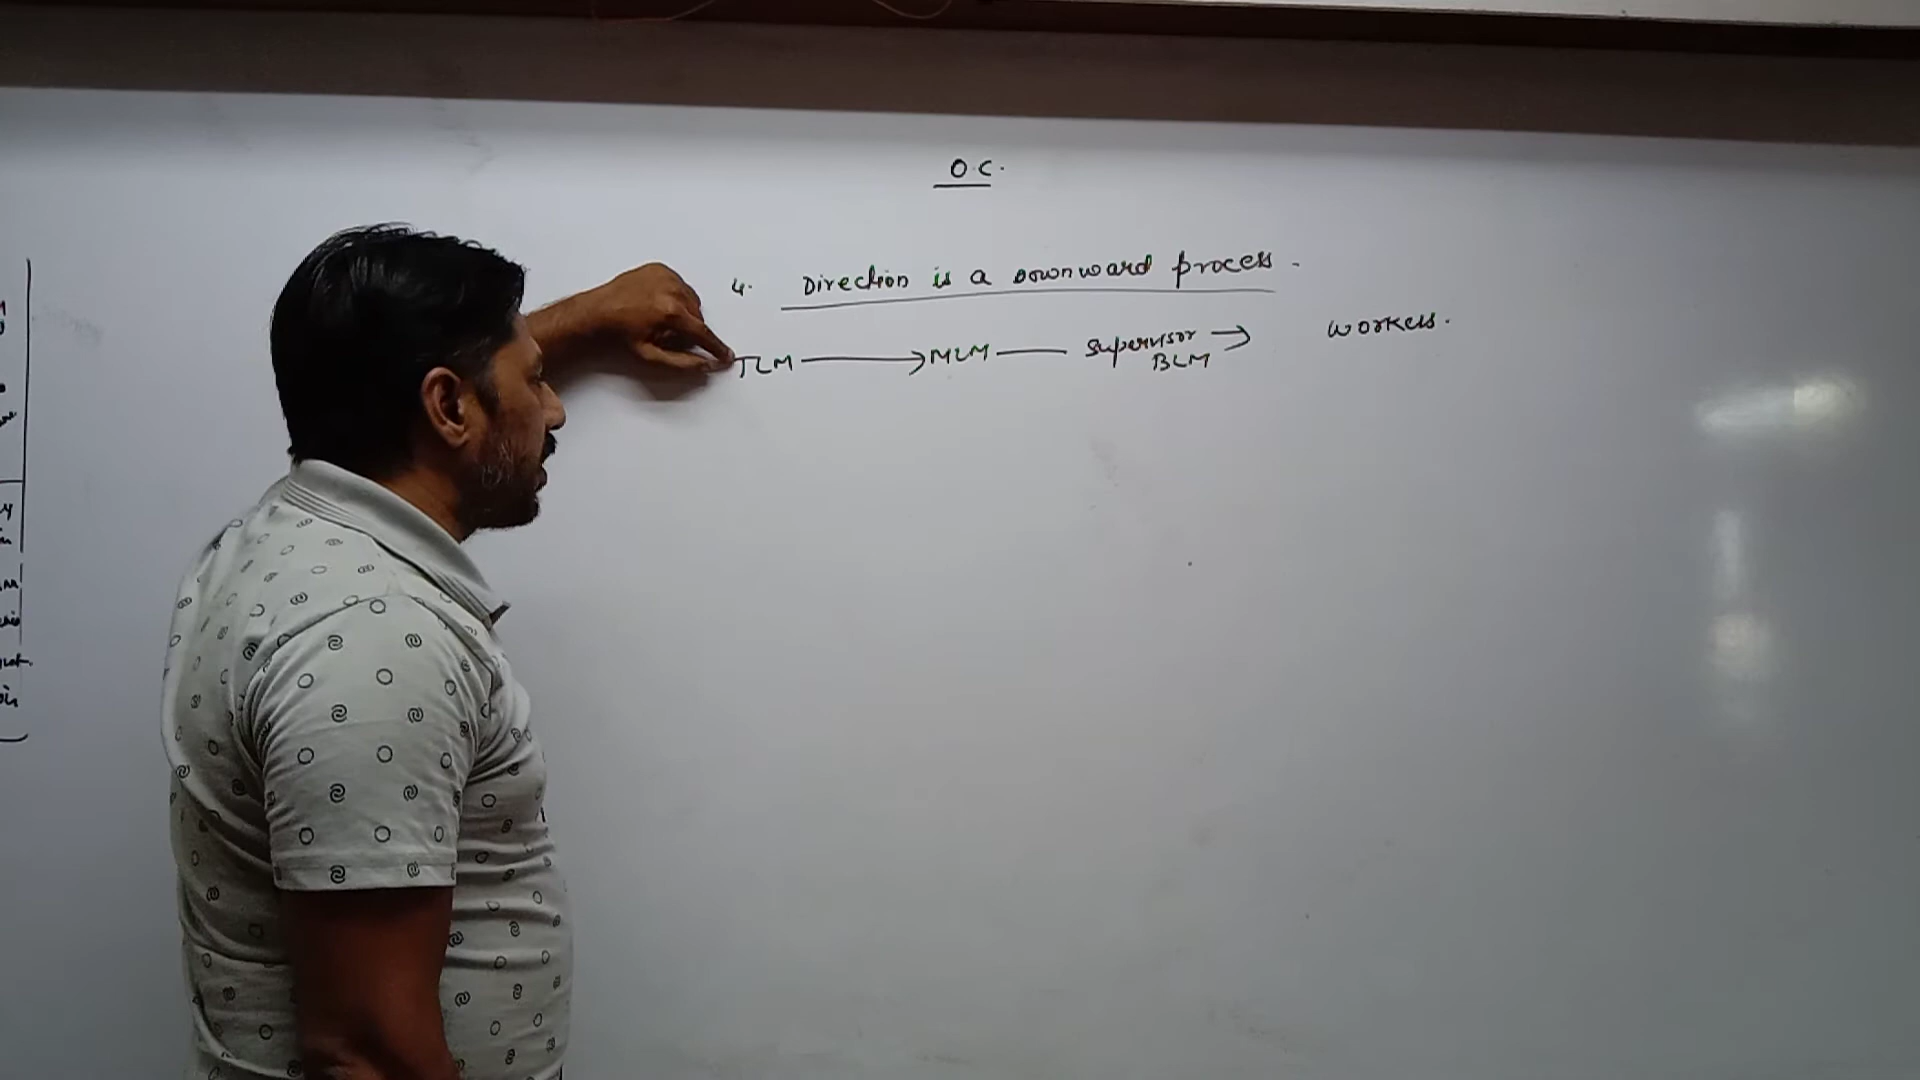 O.C.
4. Direction is a Downward process.
TLM → MLM — Supervisor → workers.
BLM